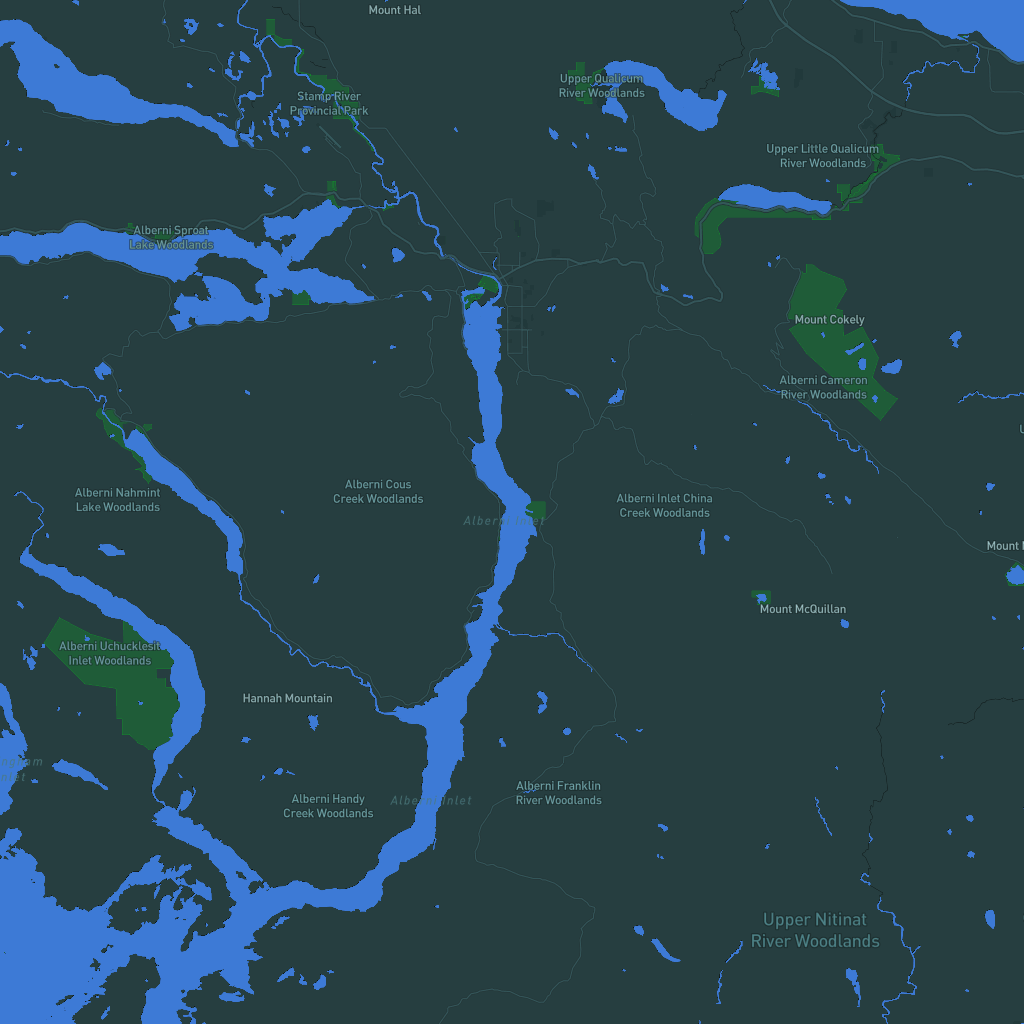 Mount Hal
Upper Qualicum
River Woodlands
Stamp River
Provincial Park
Upper Little Qualicum
River Woodlands
Alberni Sproat
Lake Woodlands
Mount Cokely
Alberni Cameron
River Woodlands
Alberni Cous
Creek Woodlands
Alberni Nahmint
Lake Woodlands
Alberni Inlet China
Creek Woodlands
Alberni Inlet
Mount
Mount McQuillan
Alberni Uchucklesit
Inlet Woodlands
Hannah Mountain
Alberni Franklin
River Woodlands
Alberni Handy
Creek Woodlands
Alberni Inlet
Upper Nitinat
River Woodlands